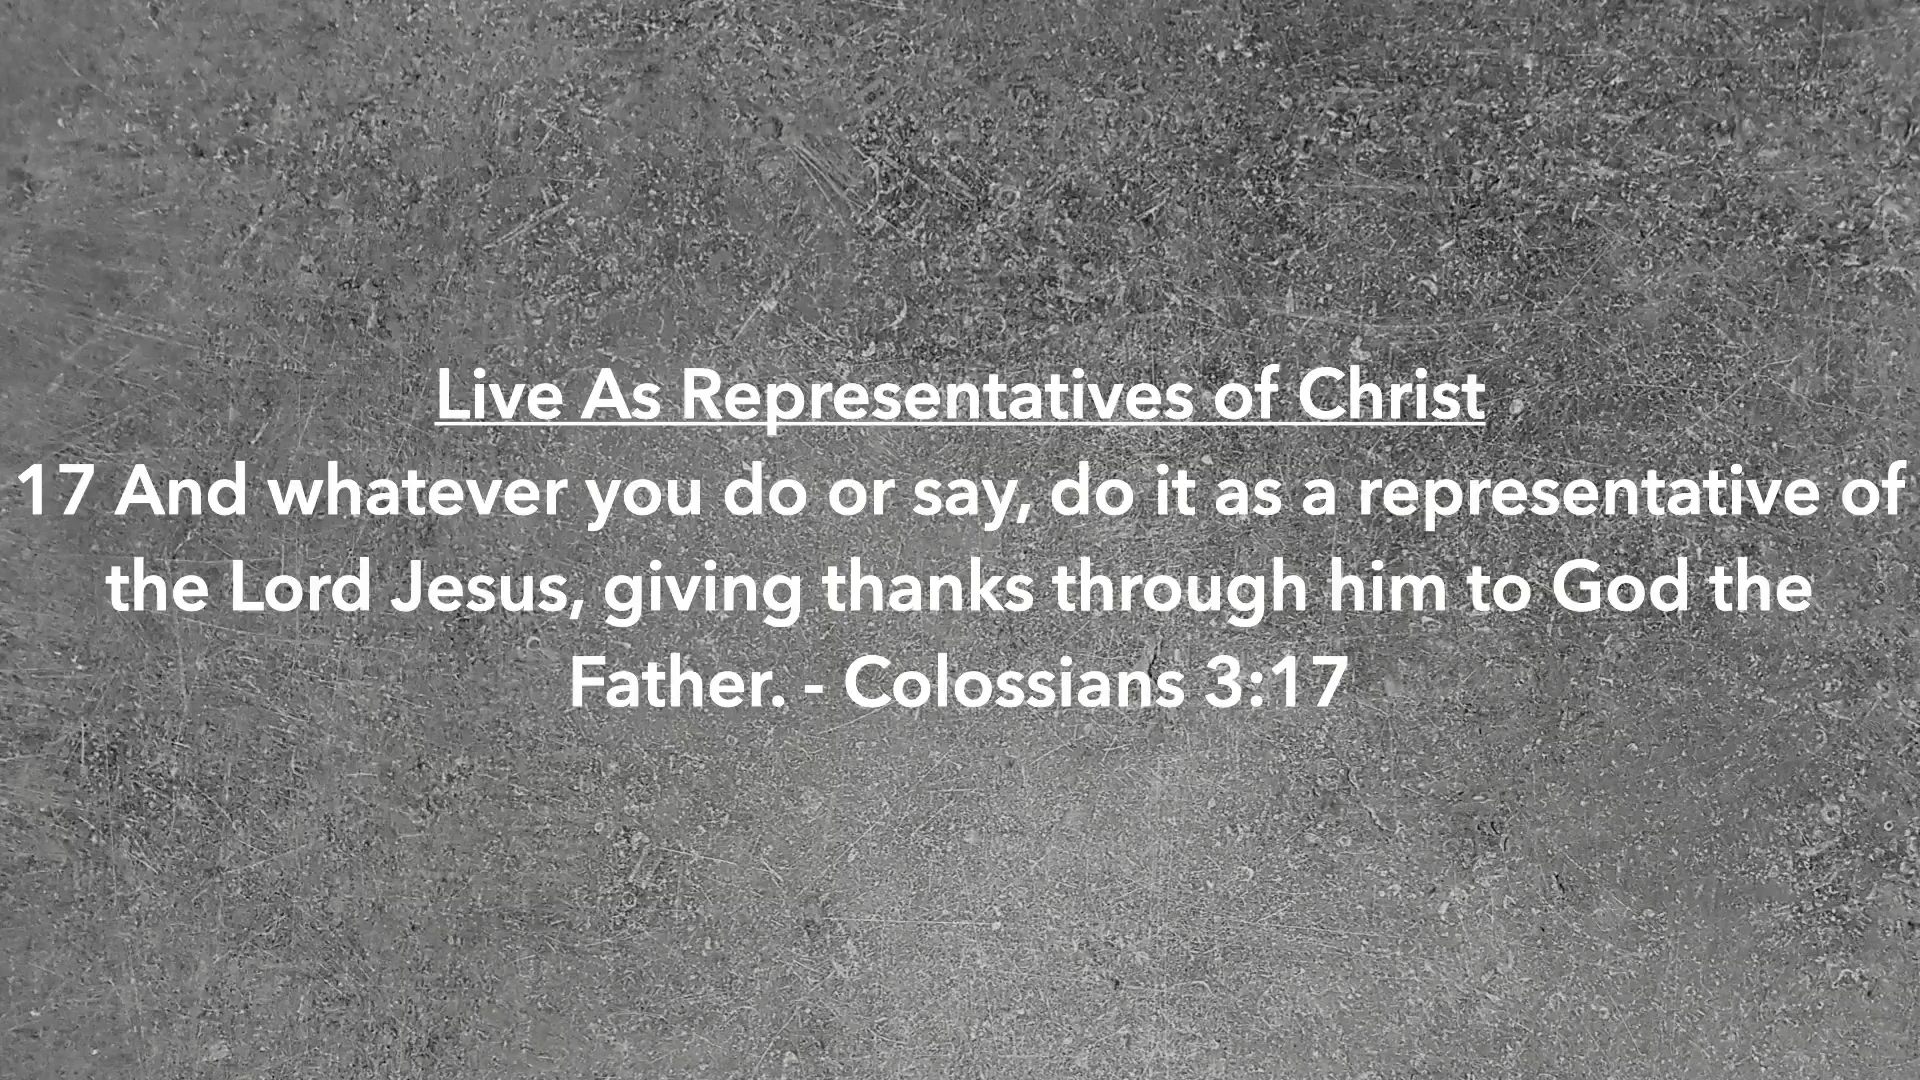 Live As Representatives of Christ
17 And whatever you do or say, do it as a representative of
the Lord Jesus, giving thanks through him to God the
Father. - Colossians 3:17